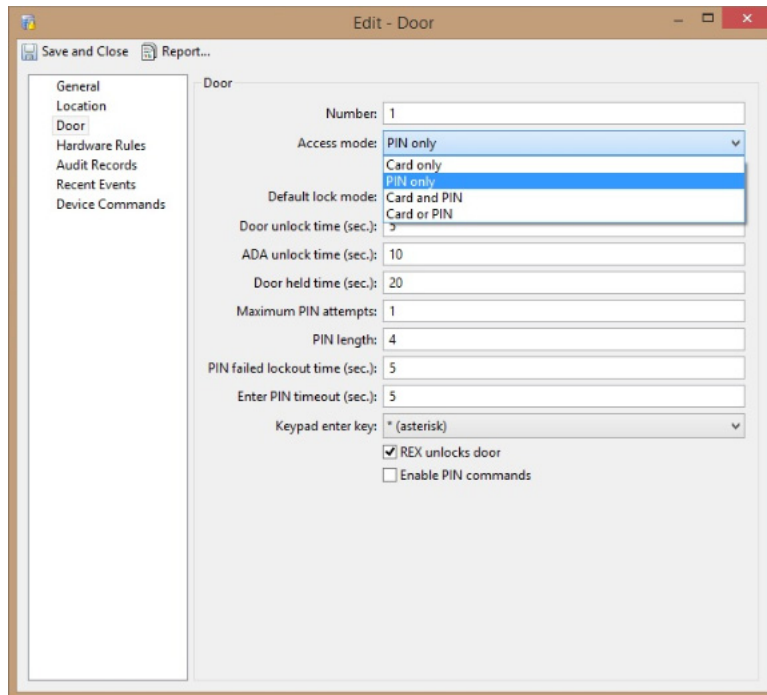 Edit - Door
Save and Close Report...
General
Location
Door
Hardware Rules
Audit Records
Recent Events
Device Commands
Door
Number: 1
Access mode: PIN only
Card only
PIN only
Default lock mode: Card and PIN
Card or PIN
Door unlock time (sec.): 5
ADA unlock time (sec.): 10
Door held time (sec.): 20
Maximum PIN attempts: 1
PIN length: 4
PIN failed lockout time (sec.): 5
Enter PIN timeout (sec.): 5
Keypad enter key: * (asterisk)
REX unlocks door
Enable PIN commands